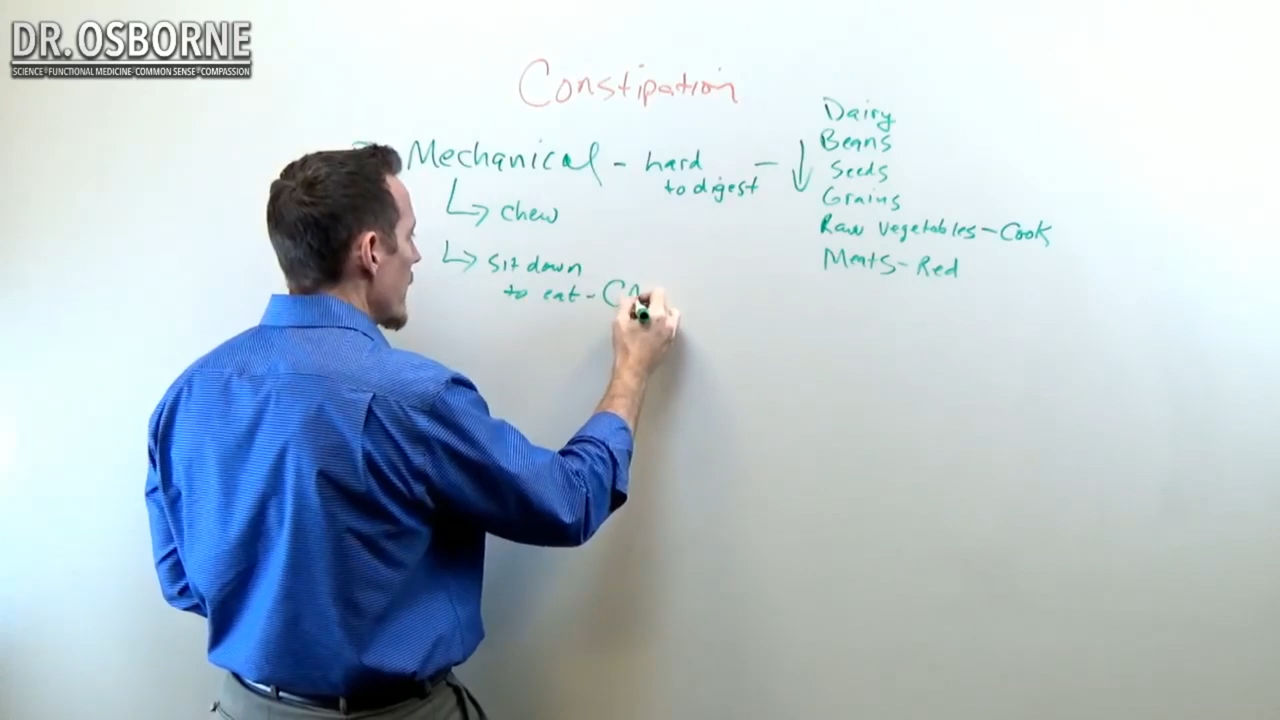 DR. OSBORNE
SCIENCE · FUNCTIONAL MEDICINE · COMMON SENSE · COMPASSION
Constipation
Mechanical - hard to digest - ↓
↳ chew
↳ sit down
to eat -
Dairy
Beans
Seeds
Grains
Raw vegetables - Cook
Meats - Red